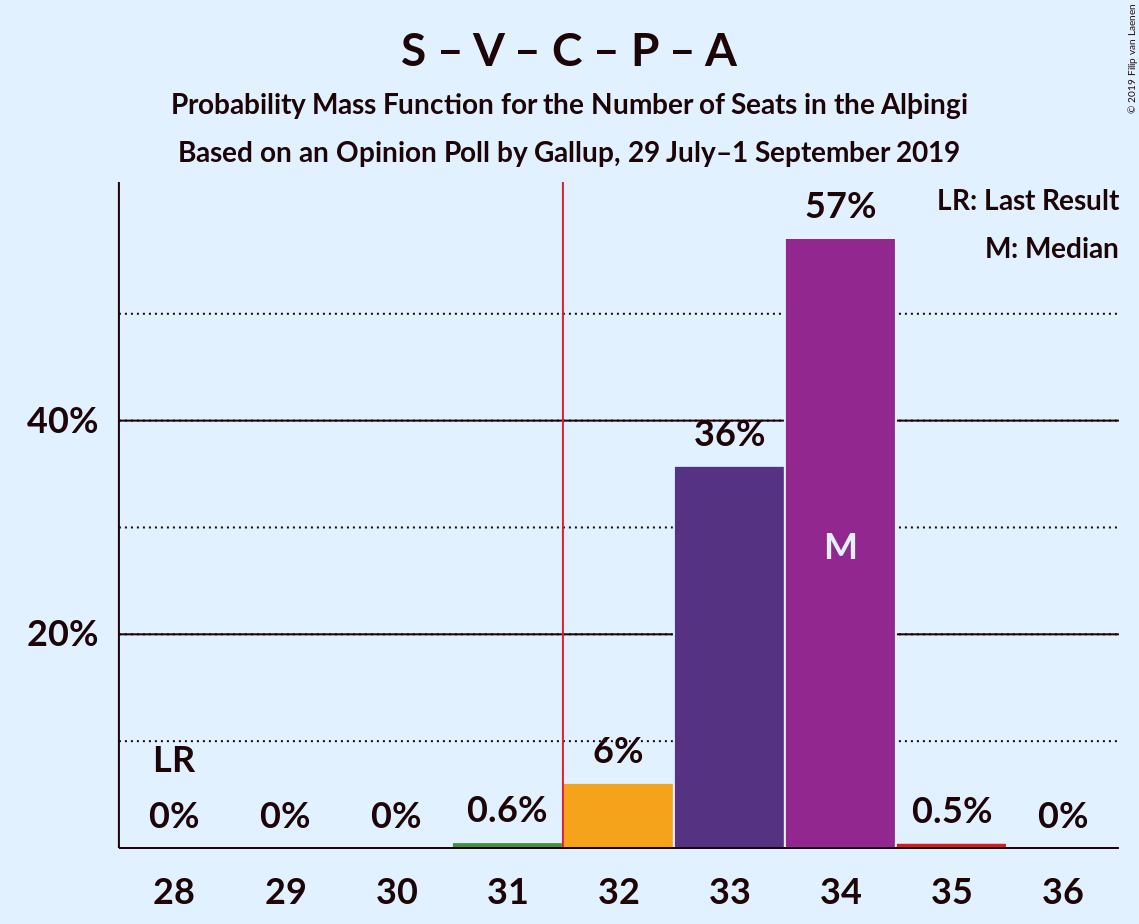 S – V – C – P – A
Probability Mass Function for the Number of Seats in the Alþingi
Based on an Opinion Poll by Gallup, 29 July–1 September 2019
© 2019 Filip van Laenen
LR: Last Result
M: Median
57%
40%
36%
M
20%
LR
6%
0%
0%
0%
0.6%
0.5%
0%
28 29 30 31 32 33 34 35 36